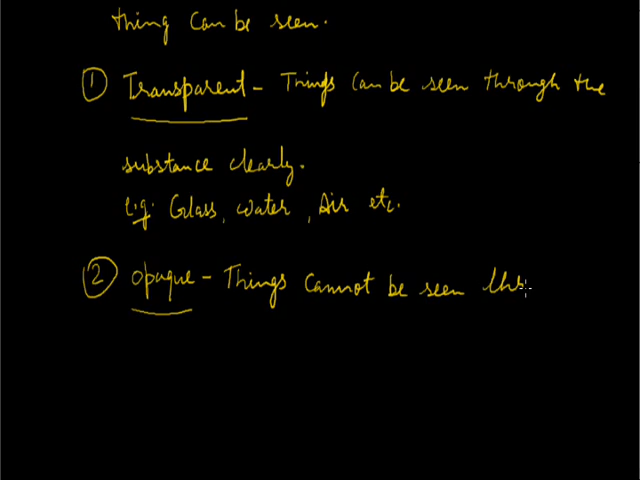 thing can be seen.
① Transparent - Things can be seen through the
substance clearly.
e.g. Glass, water, Air etc.
② Opaque - Things cannot be seen thr